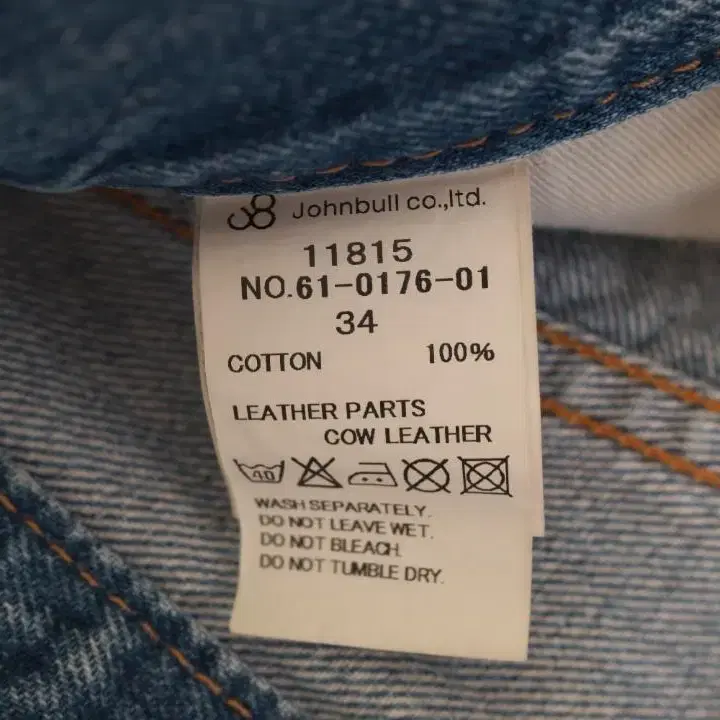 Johnbull co.,ltd.
11815
NO.61-0176-01
34
COTTON 100%
LEATHER PARTS
COW LEATHER
40
WASH SEPARATELY.
DO NOT LEAVE WET.
DO NOT BLEACH.
DO NOT TUMBLE DRY.